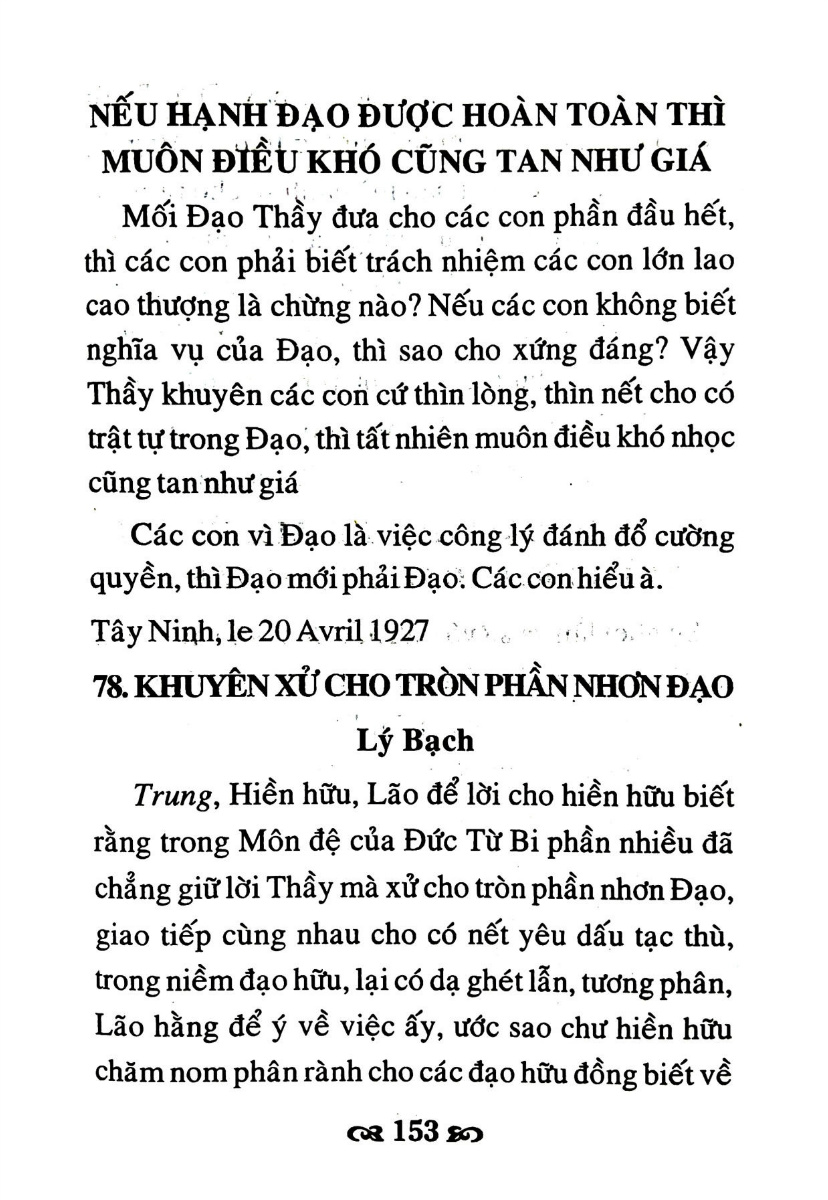 NẾU HẠNH ĐẠO ĐƯỢC HOÀN TOÀN THÌ
MUÔN ĐIỀU KHÓ CŨNG TAN NHƯ GIÁ
Mối Đạo Thầy đưa cho các con phần đầu hết,
thì các con phải biết trách nhiệm các con lớn lao
cao thượng là chừng nào? Nếu các con không biết
nghĩa vụ của Đạo, thì sao cho xứng đáng? Vậy
Thầy khuyên các con cứ thìn lòng, thìn nết cho có
trật tự trong Đạo, thì tất nhiên muôn điều khó nhọc
cũng tan như giá
Các con vì Đạo là việc công lý đánh đổ cường
quyền, thì Đạo mới phải Đạo. Các con hiểu à.
Tây Ninh, le 20 Avril 1927
78. KHUYÊN XỬ CHO TRÒN PHẦN NHƠN ĐẠO
Lý Bạch
Trung, Hiền hữu, Lão để lời cho hiền hữu biết
rằng trong Môn đệ của Đức Từ Bi phần nhiều đã
chẳng giữ lời Thầy mà xử cho tròn phần nhơn Đạo,
giao tiếp cùng nhau cho có nết yêu dấu tạc thù,
trong niềm đạo hữu, lại có dạ ghét lẫn, tương phân,
Lão hằng để ý về việc ấy, ước sao chư hiền hữu
chăm nom phân rành cho các đạo hữu đồng biết về
153